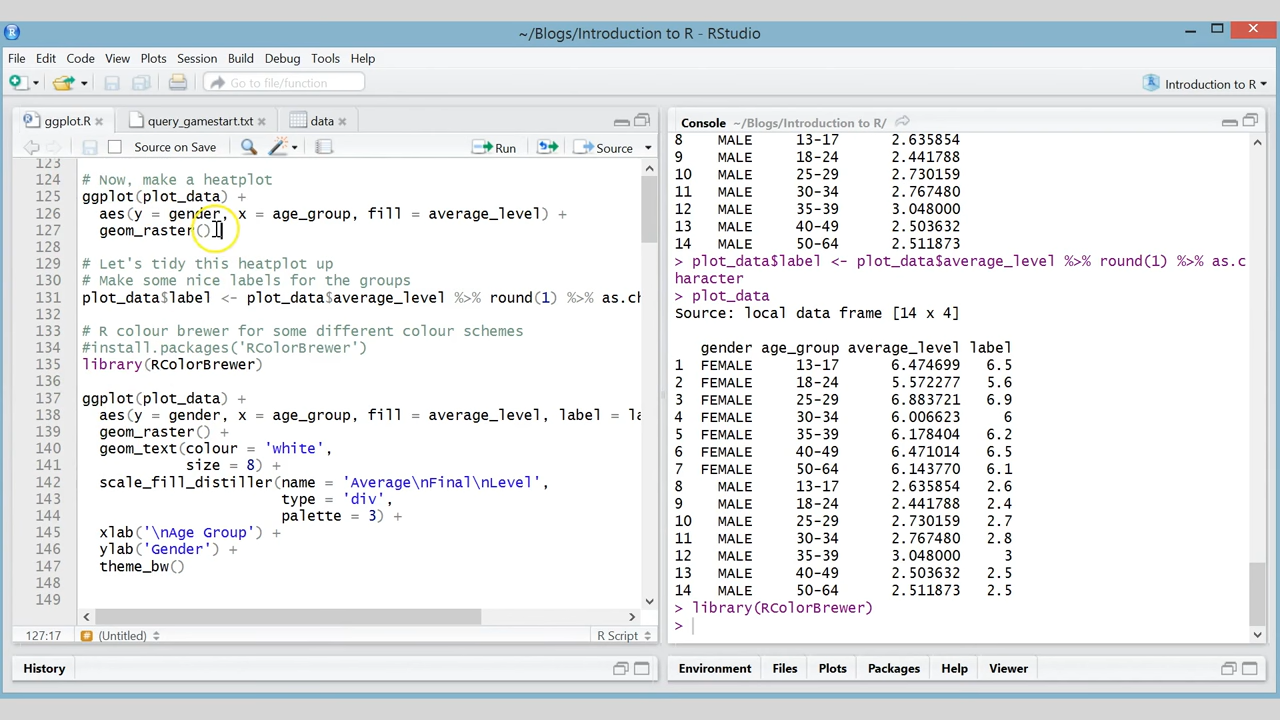 ~/Blogs/Introduction to R - RStudio
File Edit Code View Plots Session Build Debug Tools Help
Go to file/function
Introduction to R
ggplot.R
query_gamestart.txt
data
Source on Save
Run
Source
123
124 # Now, make a heatplot
125 ggplot(plot_data) +
126 aes(y = gender, x = age_group, fill = average_level) +
127 geom_raster()
128
129 # Let's tidy this heatplot up
130 # Make some nice labels for the groups
131 plot_data$label <- plot_data$average_level %>% round(1) %>% as.ch
132
133 # R colour brewer for some different colour schemes
134 #install.packages('RColorBrewer')
135 library(RColorBrewer)
136
137 ggplot(plot_data) +
138 aes(y = gender, x = age_group, fill = average_level, label = la
139 geom_raster() +
140 geom_text(colour = 'white',
141 size = 8) +
142 scale_fill_distiller(name = 'Average\nFinal\nLevel',
143 type = 'div',
144 palette = 3) +
145 xlab('\nAge Group') +
146 ylab('Gender') +
147 theme_bw()
148
149
127:17 (Untitled) R Script
History
Console ~/Blogs/Introduction to R/
8 MALE 13-17 2.635854
9 MALE 18-24 2.441788
10 MALE 25-29 2.730159
11 MALE 30-34 2.767480
12 MALE 35-39 3.048000
13 MALE 40-49 2.503632
14 MALE 50-64 2.511873
> plot_data$label <- plot_data$average_level %>% round(1) %>% as.c
haracter
> plot_data
Source: local data frame [14 x 4]
gender age_group average_level label
1 FEMALE 13-17 6.474699 6.5
2 FEMALE 18-24 5.572277 5.6
3 FEMALE 25-29 6.883721 6.9
4 FEMALE 30-34 6.006623 6
5 FEMALE 35-39 6.178404 6.2
6 FEMALE 40-49 6.471014 6.5
7 FEMALE 50-64 6.143770 6.1
8 MALE 13-17 2.635854 2.6
9 MALE 18-24 2.441788 2.4
10 MALE 25-29 2.730159 2.7
11 MALE 30-34 2.767480 2.8
12 MALE 35-39 3.048000 3
13 MALE 40-49 2.503632 2.5
14 MALE 50-64 2.511873 2.5
> library(RColorBrewer)
>
Environment Files Plots Packages Help Viewer